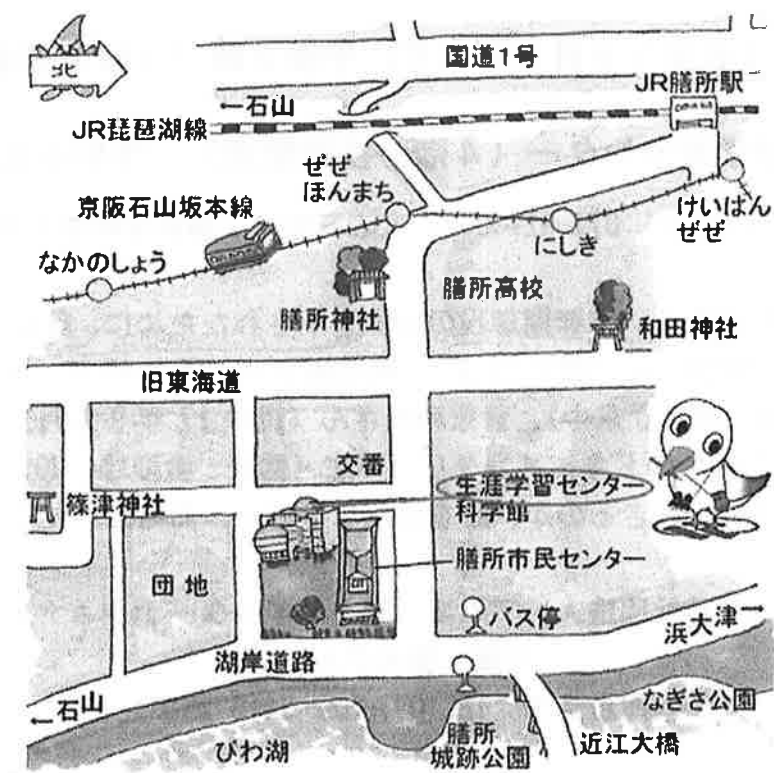 北
国道1号
JR膳所駅
←石山
JR琵琶湖線
ぜぜ
ほんまち
京阪石山坂本線
けいはん
ぜぜ
にしき
なかのしょう
膳所高校
膳所神社
和田神社
旧東海道
交番
生涯学習センター
科学館
篠津神社
膳所市民センター
団地
バス停
浜大津→
湖岸道路
なぎさ公園
←石山
膳所
城跡公園
近江大橋
びわ湖